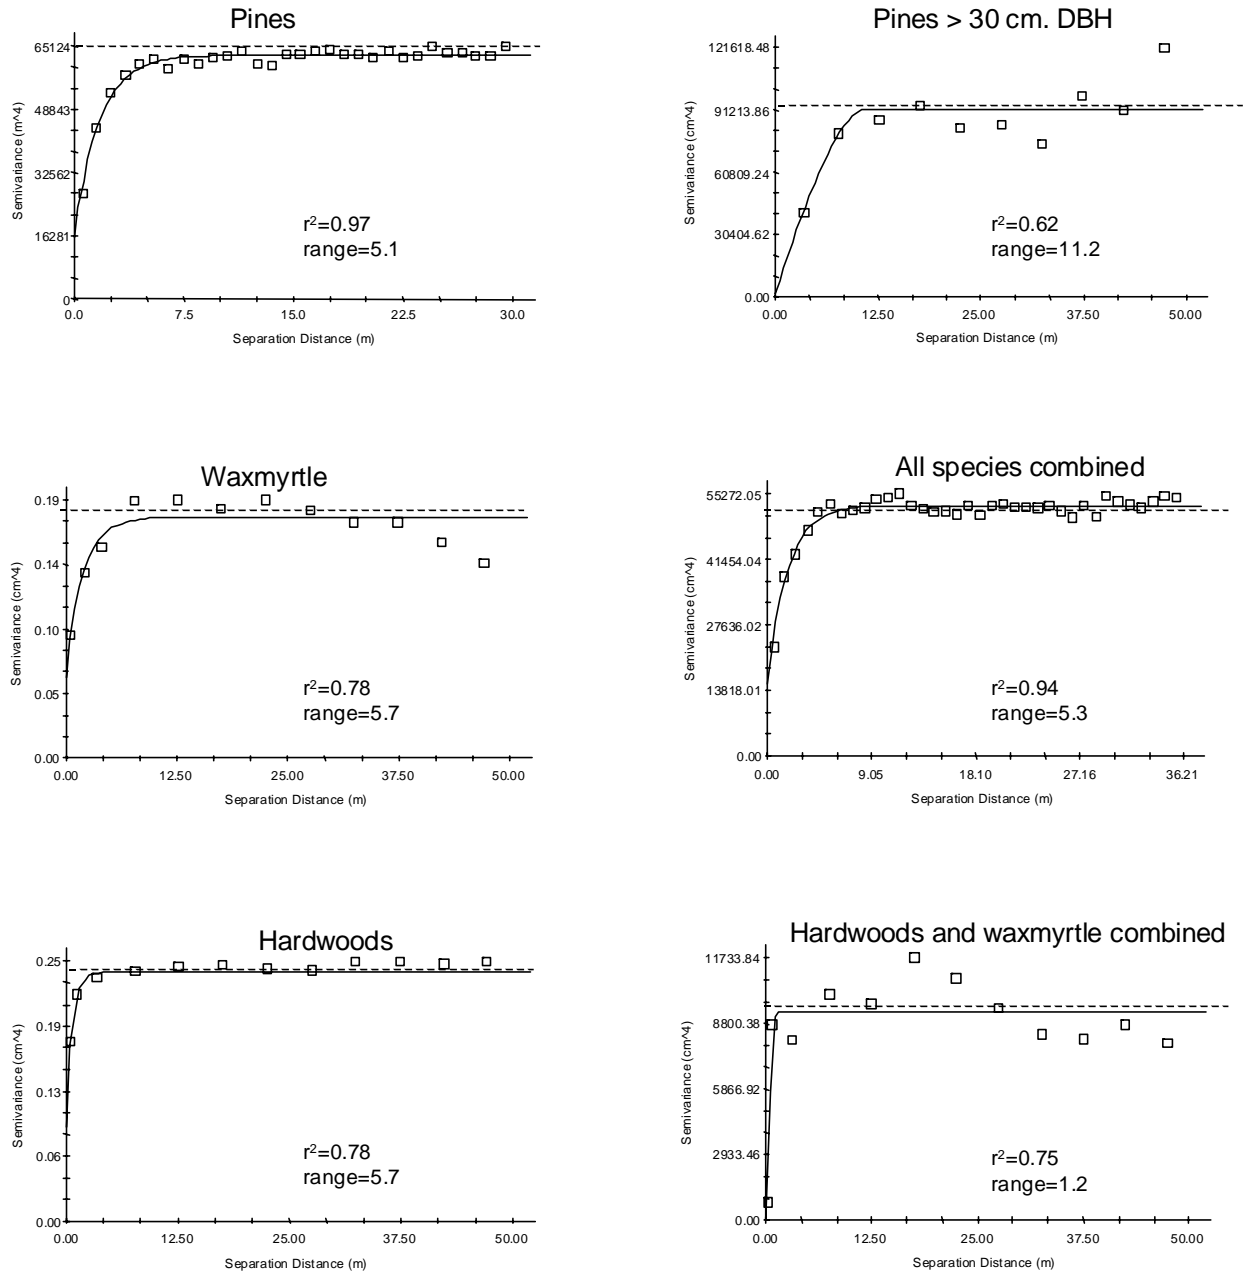 Pines
65124
48843
32562
16281
0
Semivariance (m^4)
r²=0.97
range=5.1
0.0 7.5 15.0 22.5 30.0
Separation Distance (m)
Pines > 30 cm. DBH
121618.48
91213.86
60809.24
30404.62
0.00
Semivariance (cm^4)
r²=0.62
range=11.2
0.00 12.50 25.00 37.50 50.00
Separation Distance (m)
Waxmyrtle
0.19
0.14
0.10
0.05
0.00
Semivariance (cm^4)
r²=0.78
range=5.7
0.00 12.50 25.00 37.50 50.00
Separation Distance (m)
All species combined
55272.05
41454.04
27636.02
13818.01
0.00
Semivariance (cm^4)
r²=0.94
range=5.3
0.00 9.05 18.10 27.16 36.21
Separation Distance (m)
Hardwoods
0.25
0.19
0.13
0.06
0.00
Semivariance (cm^4)
r²=0.78
range=5.7
0.00 12.50 25.00 37.50 50.00
Separation Distance (m)
Hardwoods and waxmyrtle combined
11733.84
8800.38
5866.92
2933.46
0.00
Semivariance (cm^4)
r²=0.75
range=1.2
0.00 12.50 25.00 37.50 50.00
Separation Distance (m)